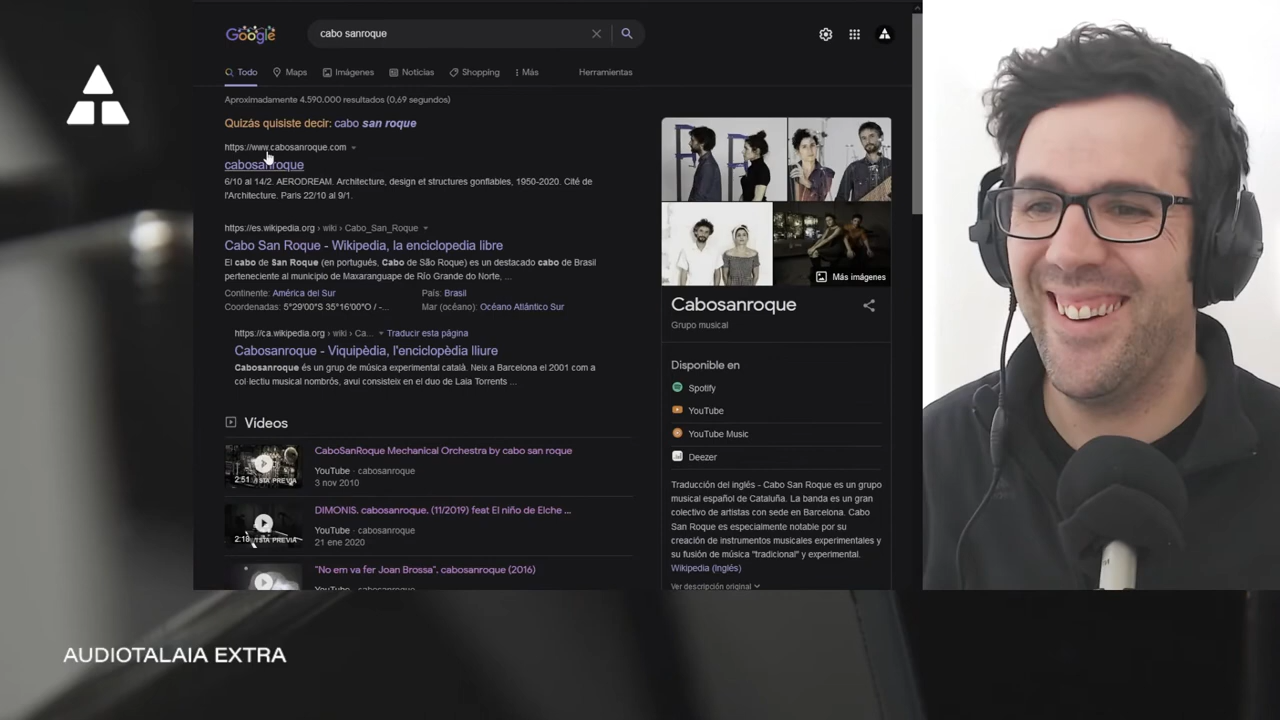 Google
cabo sanroque
Todo
Maps
Imágenes
Noticias
Shopping
Más
Herramientas
Aproximadamente 4.590.000 resultados (0,69 segundos)
Quizás quisiste decir: cabo san roque
https://www.cabosanroque.com
cabosanroque
6/10 al 14/2. AERODREAM. Architecture, design et structures gonflables, 1950-2020. Cité de
l'Architecture. Paris 22/10 al 9/1.
https://es.wikipedia.org › wiki › Cabo_San_Roque
Cabo San Roque - Wikipedia, la enciclopedia libre
El cabo de San Roque (en portugués, Cabo de São Roque) es un destacado cabo de Brasil
perteneciente al municipio de Maxaranguape de Río Grande do Norte, ...
Continente: América del Sur
País: Brasil
Coordenadas: 5°29′00″S 35°16′00″O / -...
Mar (océano): Océano Atlántico Sur
https://ca.wikipedia.org › wiki › Ca... Traducir esta página
Cabosanroque - Viquipèdia, l'enciclopèdia lliure
Cabosanroque és un grup de música experimental català. Neix a Barcelona el 2001 com a
col·lectiu musical nombrós, avui consisteix en el duo de Laia Torrents ...
Vídeos
CaboSanRoque Mechanical Orchestra by cabo san roque
YouTube · cabosanroque
3 nov 2010
2:51
VISTA PREVIA
DIMONIS. cabosanroque. (11/2019) feat El niño de Elche ...
YouTube · cabosanroque
21 ene 2020
2:18
VISTA PREVIA
"No em va fer Joan Brossa". cabosanroque (2016)
YouTube · cabosanroque
Más imágenes
Cabosanroque
Grupo musical
Disponible en
Spotify
YouTube
YouTube Music
Deezer
Traducción del inglés - Cabo San Roque es un grupo
musical español de Cataluña. La banda es un gran
colectivo de artistas con sede en Barcelona. Cabo
San Roque es especialmente notable por su
creación de instrumentos musicales experimentales y
su fusión de música "tradicional" y experimental.
Wikipedia (Inglés)
Ver descripción original
AUDIOTALAIA EXTRA